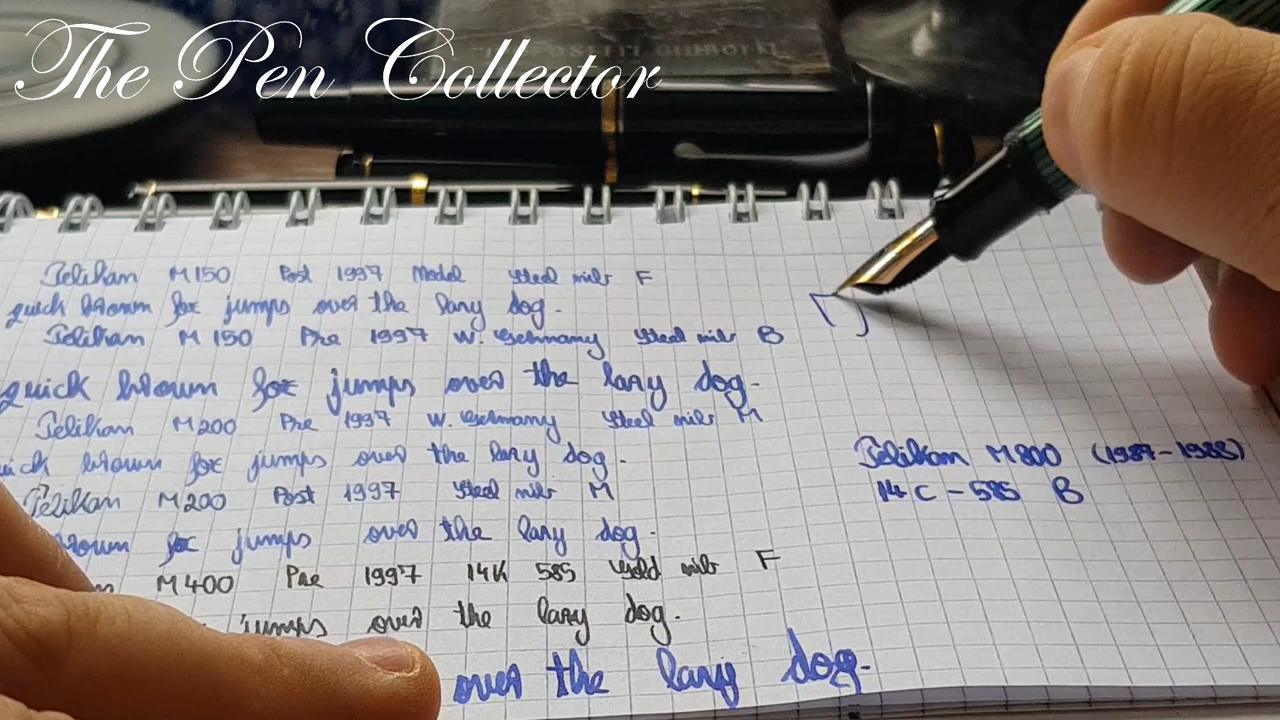 The Pen Collector
Pelikan M150 Post 1997 Model Steel nib F
quick brown fox jumps over the lazy dog.
Pelikan M150 Pre 1997 W. Germany Steel nib B
quick brown fox jumps over the lazy dog.
Pelikan M200 Pre 1997 W. Germany Steel nib M
uick brown fox jumps over the lazy dog.
Pelikan M200 Post 1997 Steel nib M
brown fox jumps over the lazy dog.
M400 Pre 1997 14K 585 Gold nib F
jumps over the lazy dog.
over the lazy dog.
Pelikan M800 (1987-1988)
14C-585 B